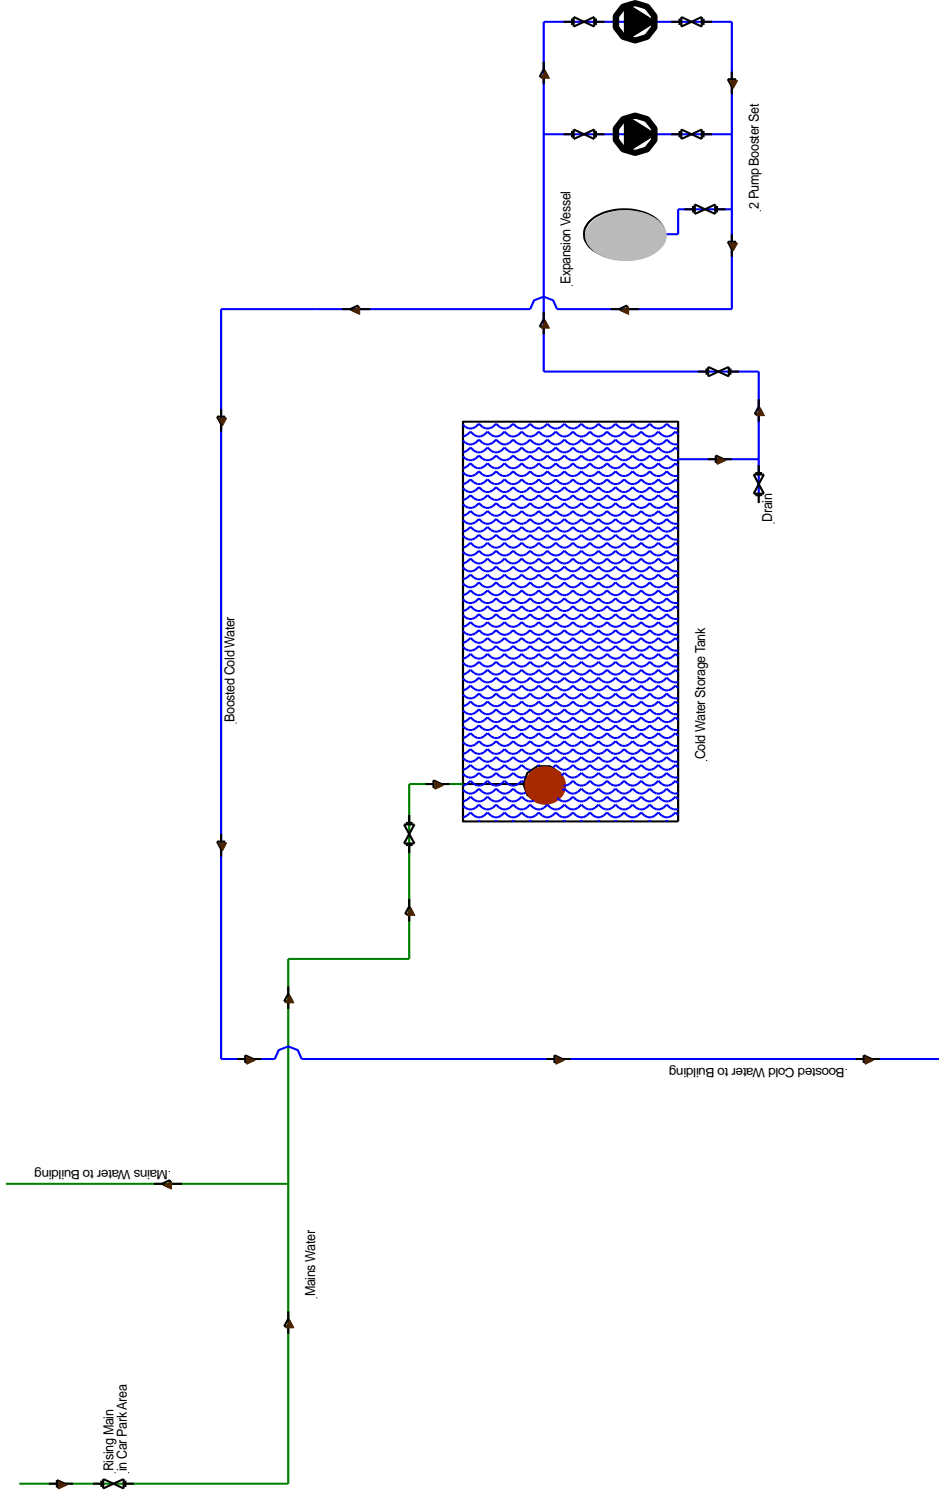 .Rising Main
.in Car Park Area
.Mains Water
.Mains Water to Building
.Boosted Cold Water to Building
.Boosted Cold Water
.Cold Water Storage Tank
.Drain
.Expansion Vessel
.2 Pump Booster Set